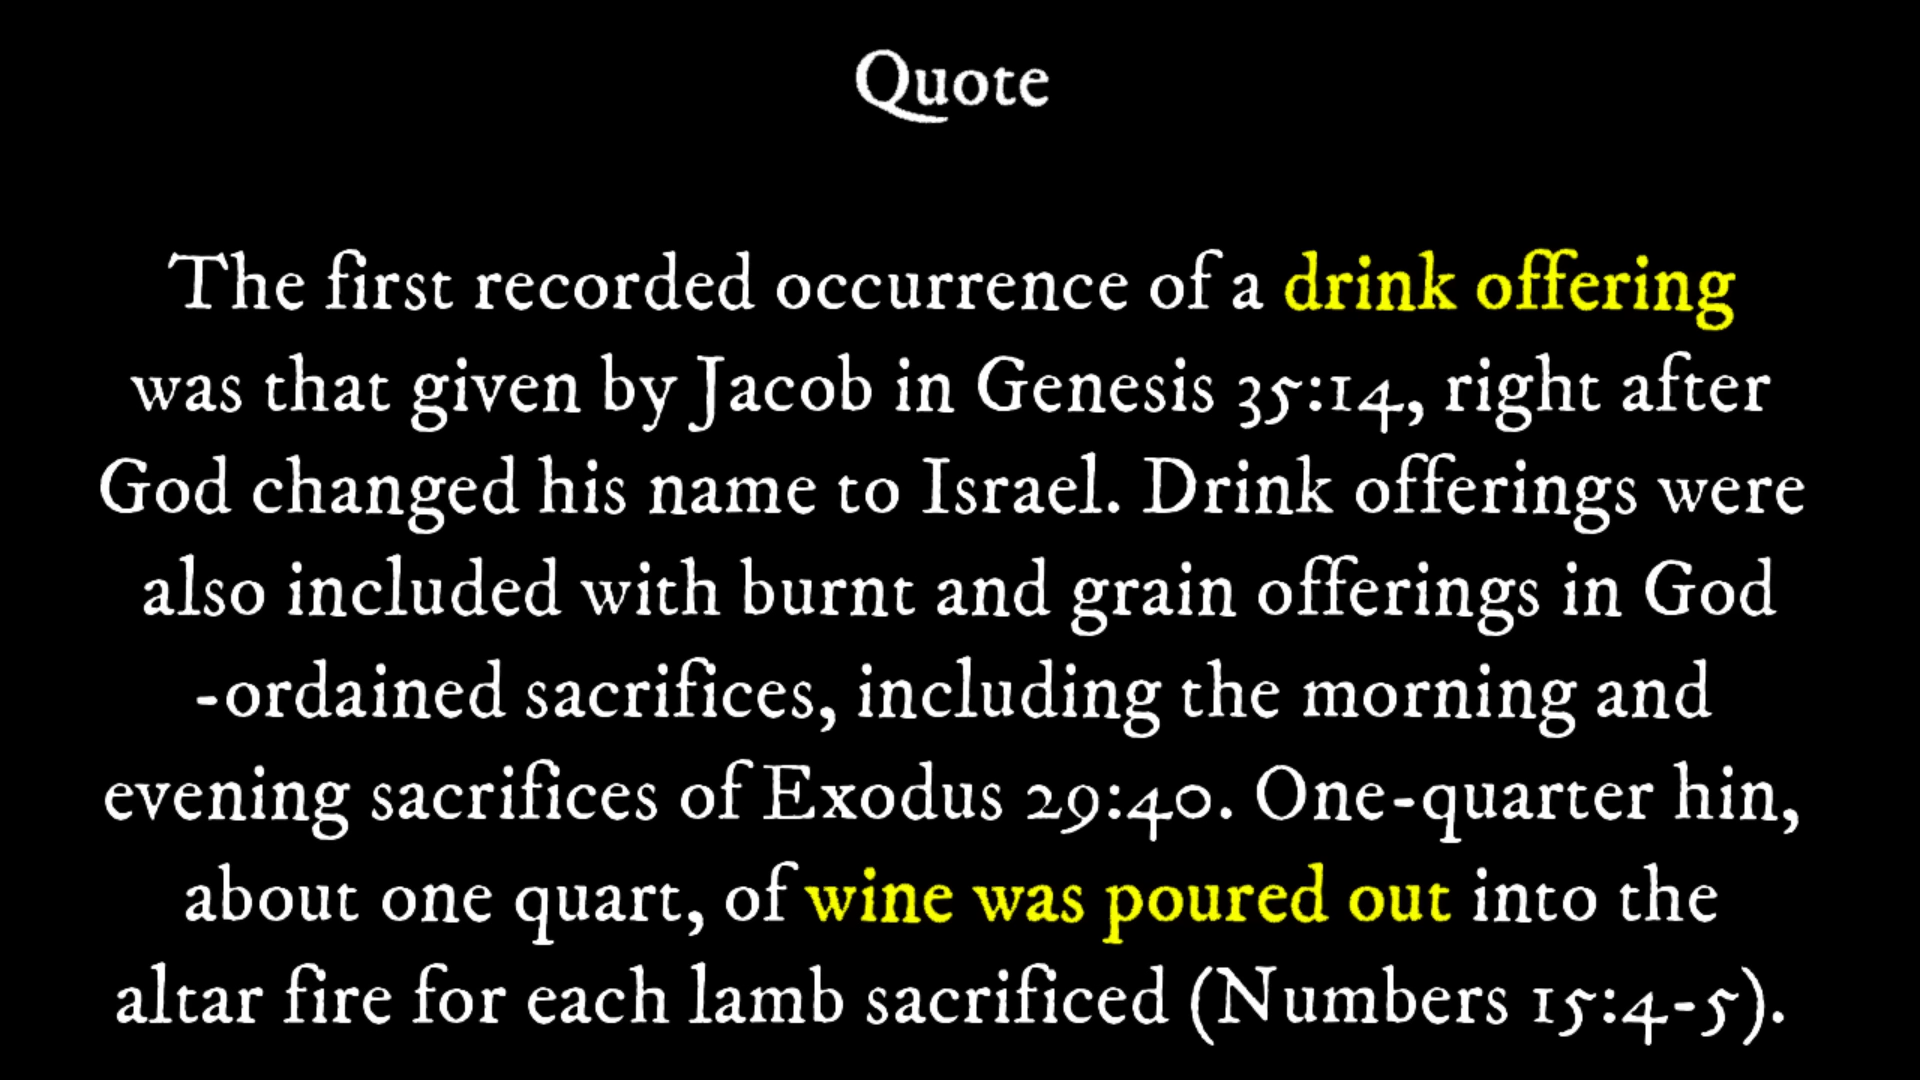 Quote
The first recorded occurrence of a drink offering
was that given by Jacob in Genesis 35:14, right after
God changed his name to Israel. Drink offerings were
also included with burnt and grain offerings in God
-ordained sacrifices, including the morning and
evening sacrifices of Exodus 29:40. One-quarter hin,
about one quart, of wine was poured out into the
altar fire for each lamb sacrificed (Numbers 15:4-5).